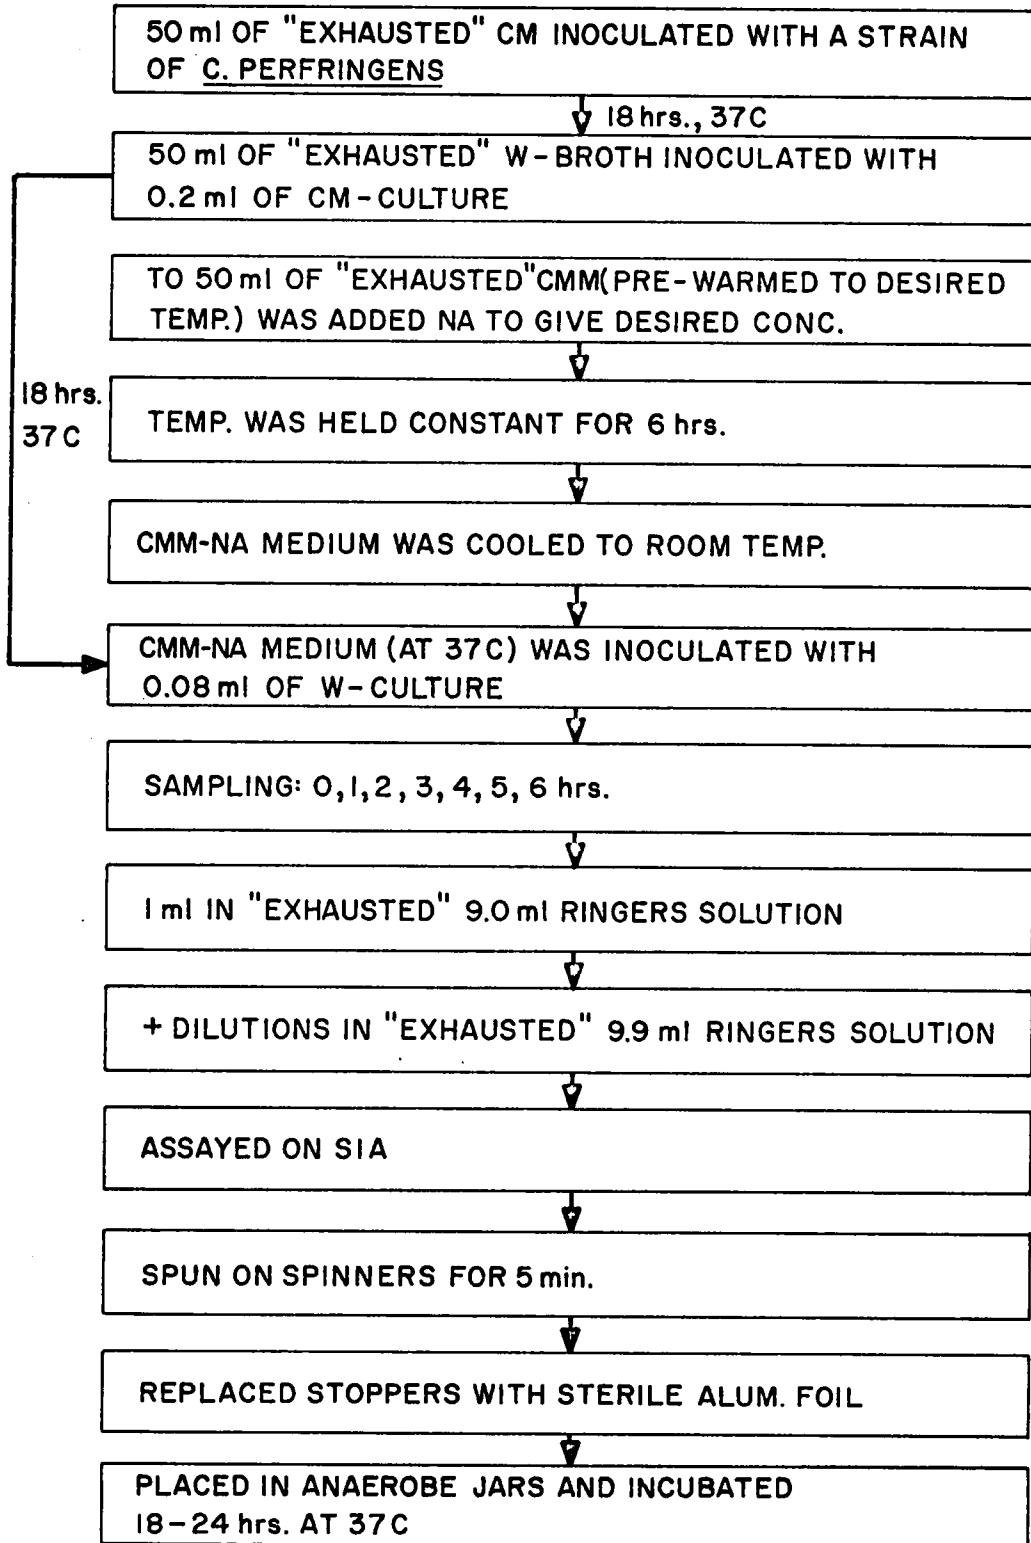 50 ml OF "EXHAUSTED" CM INOCULATED WITH A STRAIN
OF C. PERFRINGENS
18 hrs., 37C
50 ml OF "EXHAUSTED" W-BROTH INOCULATED WITH
0.2 ml OF CM-CULTURE
TO 50 ml OF "EXHAUSTED" CMM (PRE-WARMED TO DESIRED
TEMP.) WAS ADDED NA TO GIVE DESIRED CONC.
18 hrs.
37C
TEMP. WAS HELD CONSTANT FOR 6 hrs.
CMM-NA MEDIUM WAS COOLED TO ROOM TEMP.
CMM-NA MEDIUM (AT 37C) WAS INOCULATED WITH
0.08 ml OF W-CULTURE
SAMPLING: 0, 1, 2, 3, 4, 5, 6 hrs.
1 ml IN "EXHAUSTED" 9.0 ml RINGERS SOLUTION
+ DILUTIONS IN "EXHAUSTED" 9.9 ml RINGERS SOLUTION
ASSAYED ON SIA
SPUN ON SPINNERS FOR 5 min.
REPLACED STOPPERS WITH STERILE ALUM. FOIL
PLACED IN ANAEROBE JARS AND INCUBATED
18-24 hrs. AT 37C